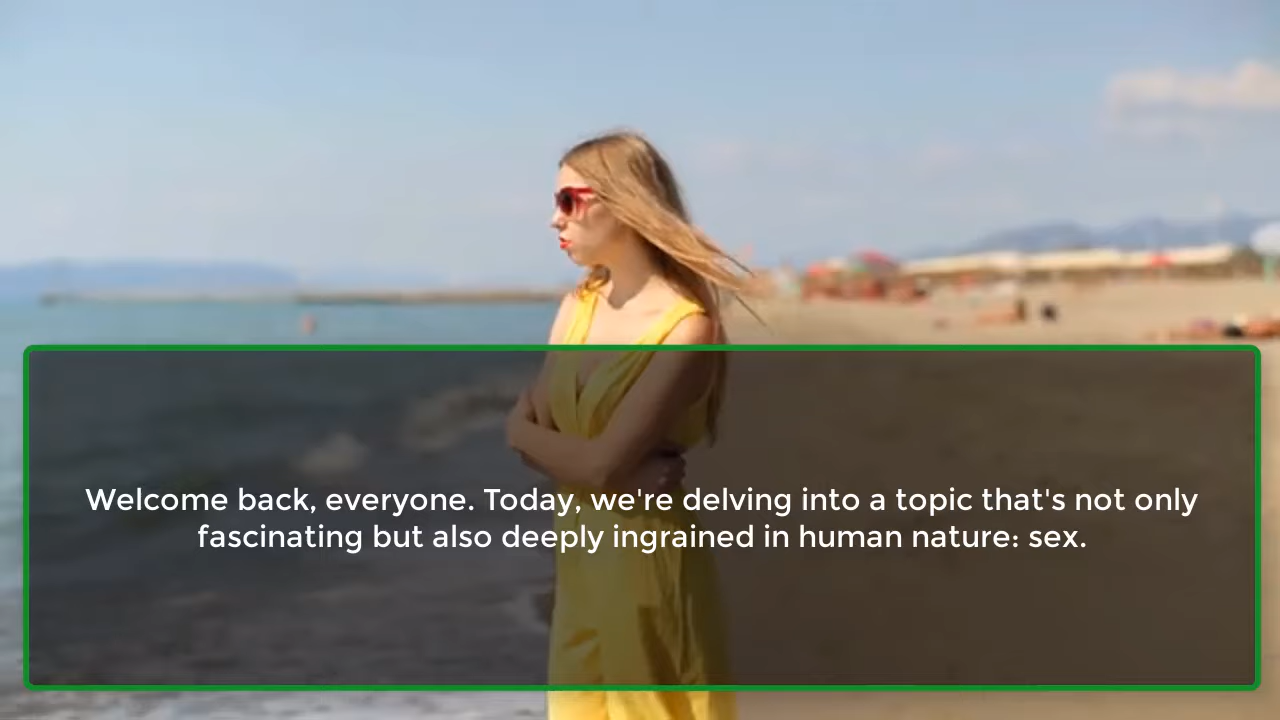 Welcome back, everyone. Today, we're delving into a topic that's not only
fascinating but also deeply ingrained in human nature: sex.